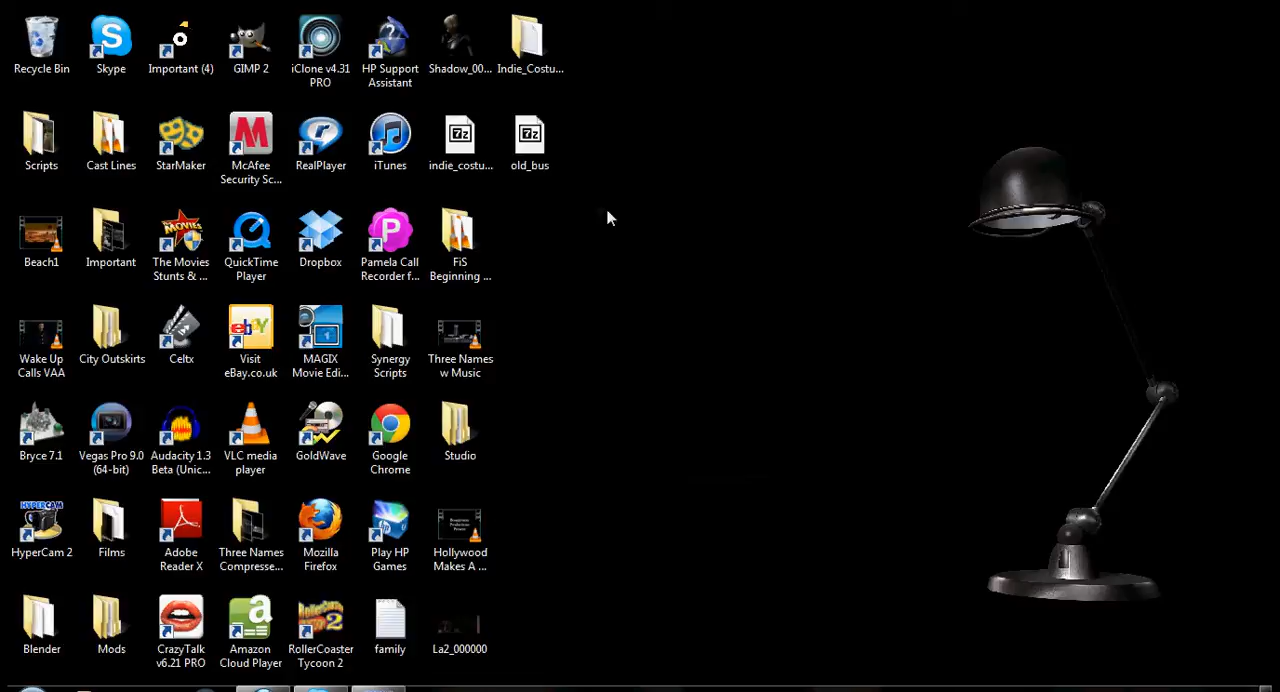 Recycle Bin
Skype
Important (4)
GIMP 2
iClone v4.31
PRO
HP Support
Assistant
Shadow_00...
Indie_Costu...
Scripts
Cast Lines
StarMaker
McAfee
Security Sc...
RealPlayer
iTunes
indie_costu...
old_bus
Beach1
Important
The Movies
Stunts & ...
QuickTime
Player
Dropbox
Pamela Call
Recorder f...
FiS
Beginning ...
Wake Up
Calls VAA
City Outskirts
Celtx
Visit
eBay.co.uk
MAGIX
Movie Edi...
Synergy
Scripts
Three Names
w Music
Bryce 7.1
Vegas Pro 9.0
(64-bit)
Audacity 1.3
Beta (Unic...
VLC media
player
GoldWave
Google
Chrome
Studio
HyperCam 2
Films
Adobe
Reader X
Three Names
Compresse...
Mozilla
Firefox
Play HP
Games
Hollywood
Makes A ...
Blender
Mods
CrazyTalk
v6.21 PRO
Amazon
Cloud Player
RollerCoaster
Tycoon 2
family
La2_000000